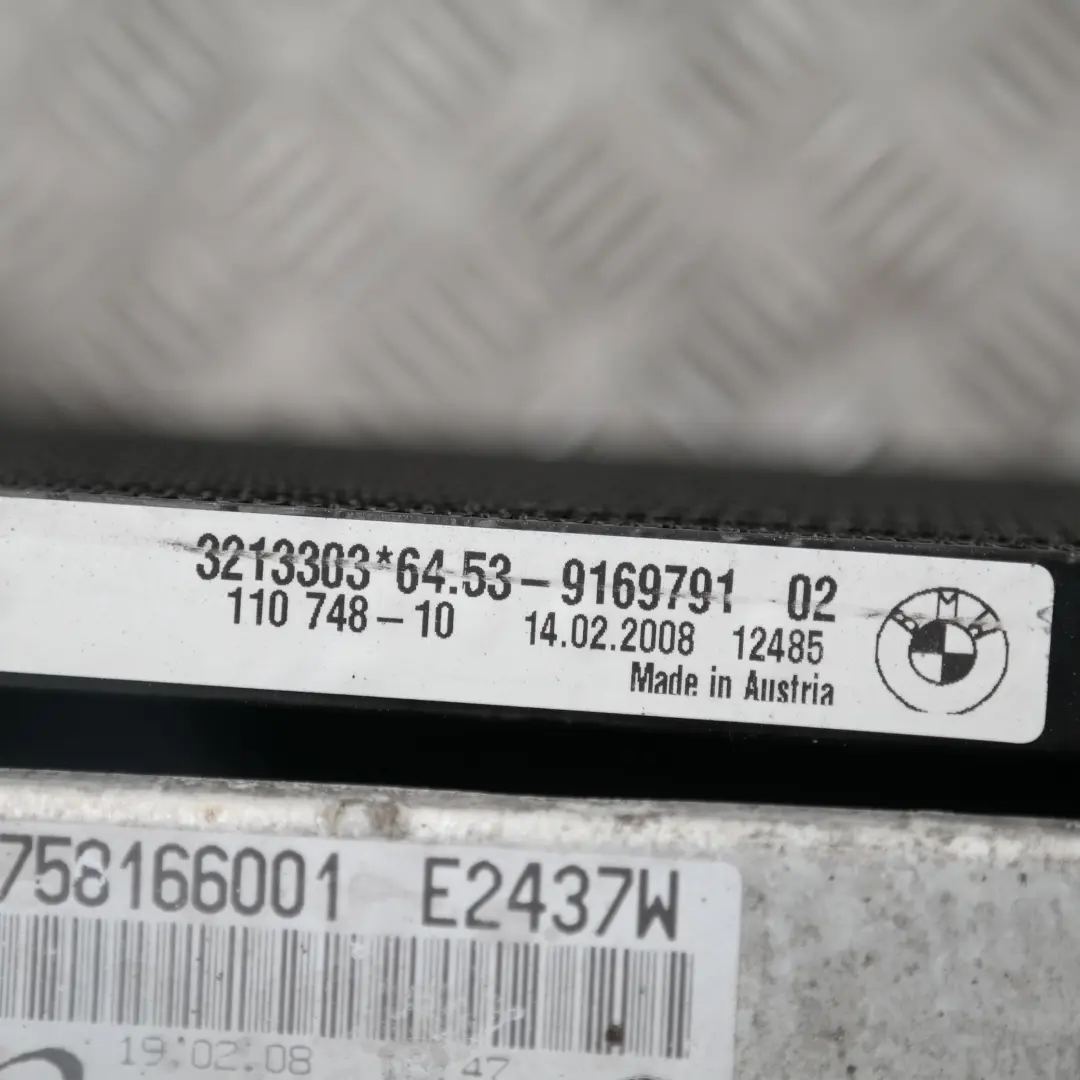 3213303*64.53-9169791 02
110 748-10 14.02.2008 12485
Made in Austria
758166001 E2437W
19.02.08 47